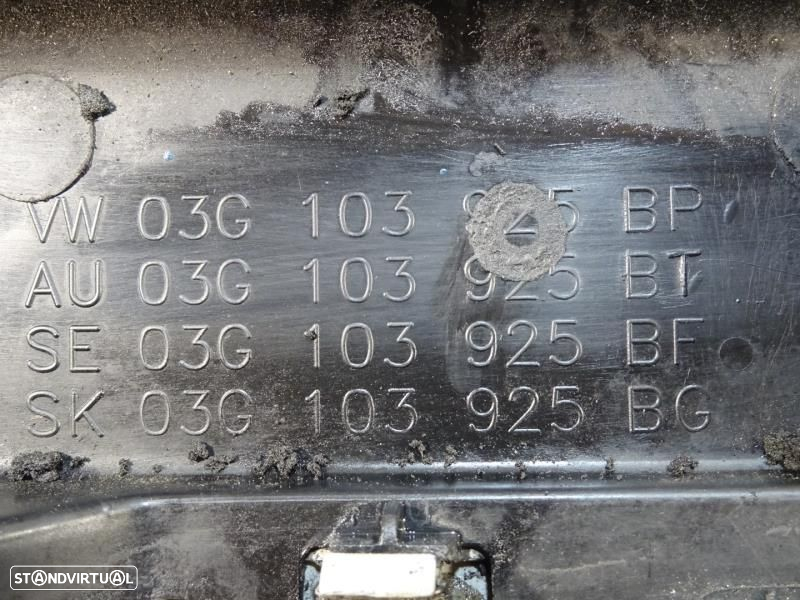 VW 03G 103 925 BP
AU 03G 103 925 BT
SE 03G 103 925 BF
SK 03G 103 925 BG
STANDVIRTUAL